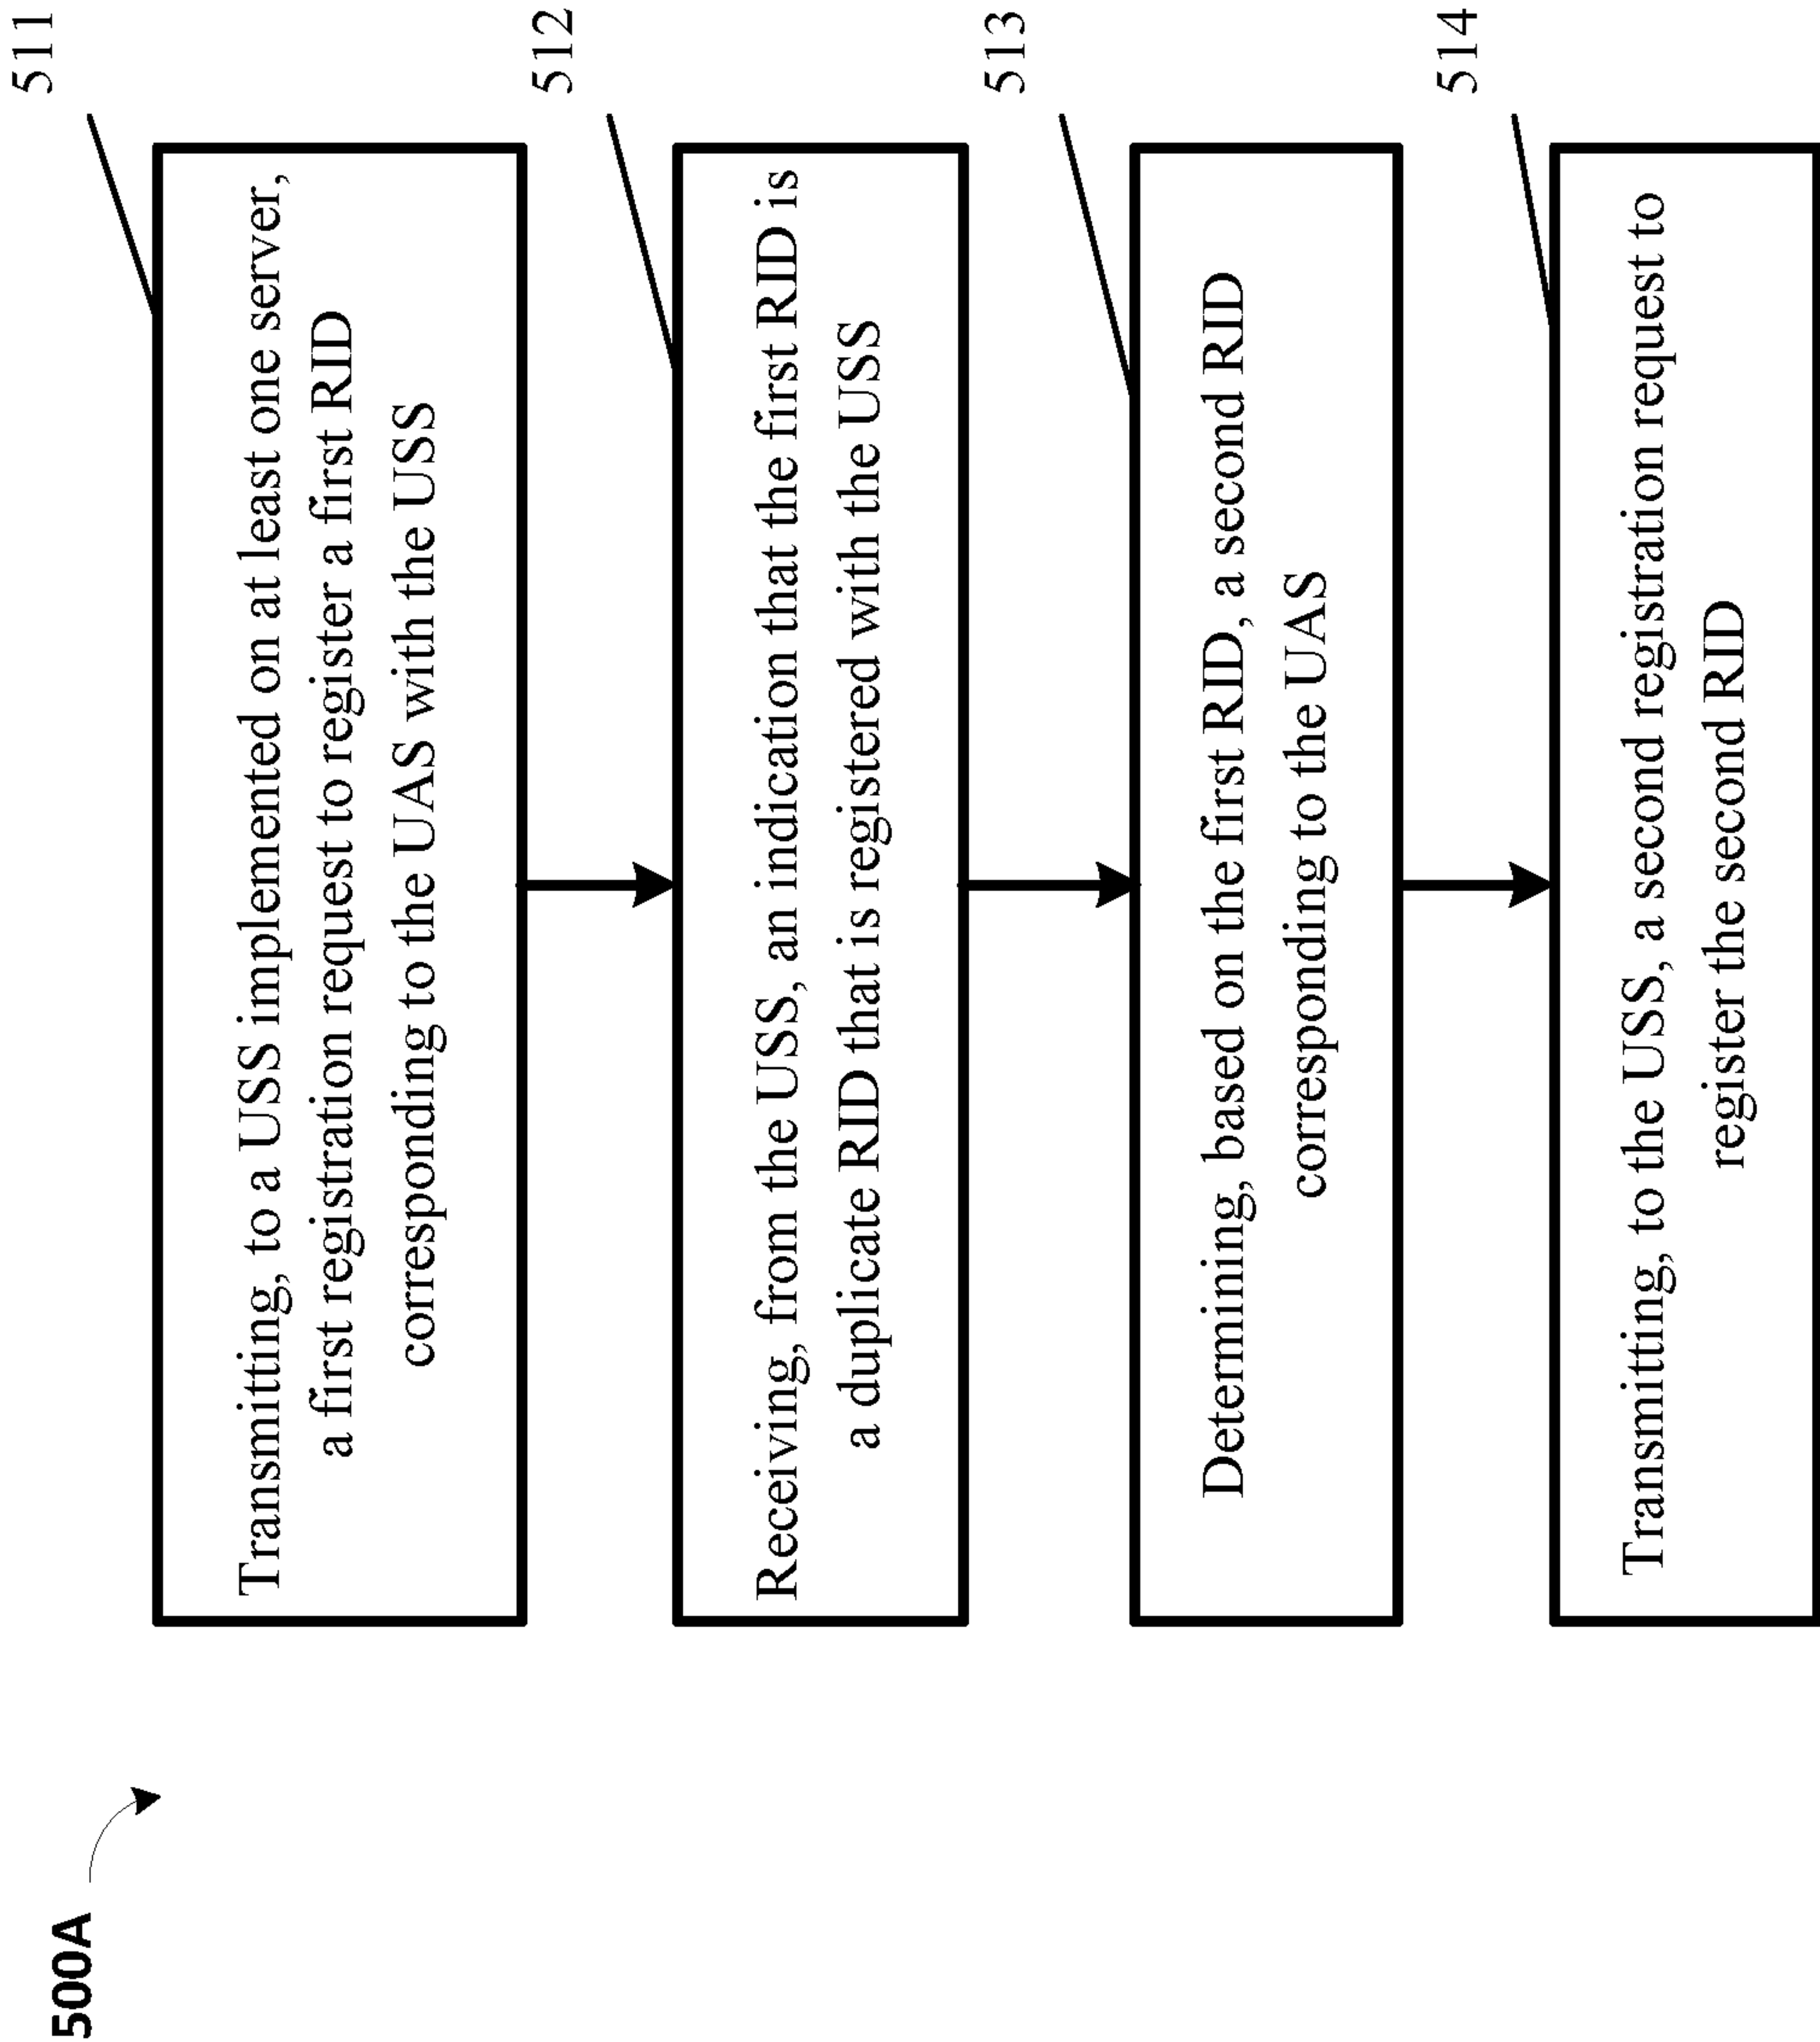 500A
511
Transmitting, to a USS implemented on at least one server,
a first registration request to register a first RID
corresponding to the UAS with the USS
512
Receiving, from the USS, an indication that the first RID is
a duplicate RID that is registered with the USS
513
Determining, based on the first RID, a second RID
corresponding to the UAS
514
Transmitting, to the USS, a second registration request to
register the second RID